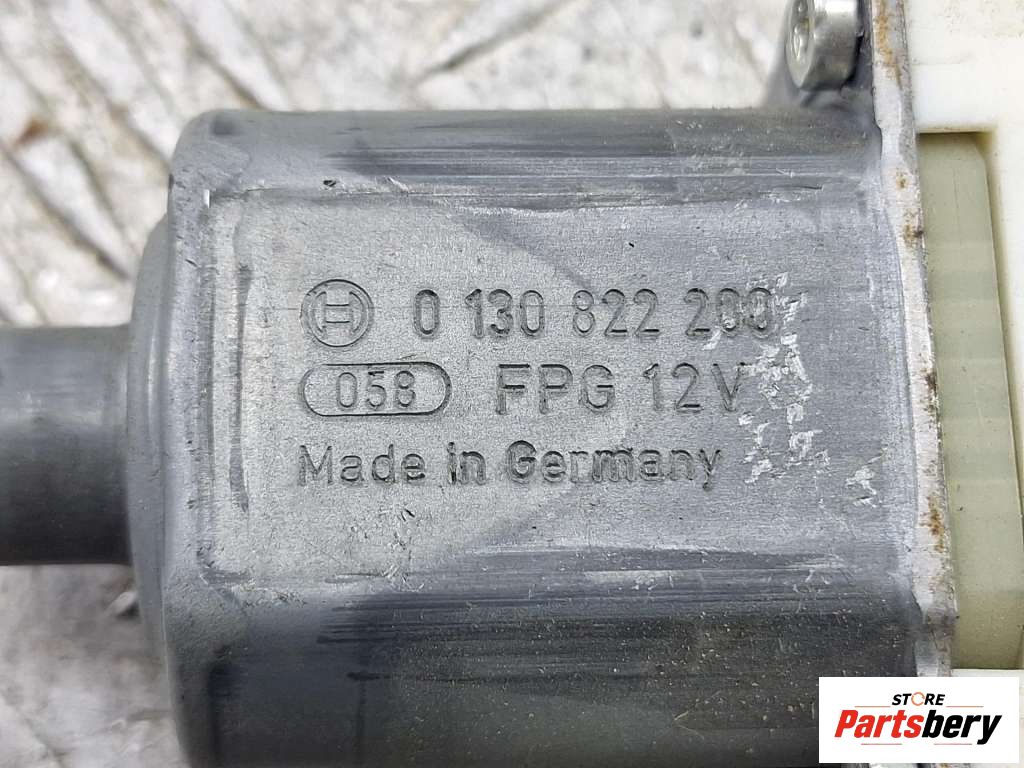 0 130 822 200
058 FPG 12V
Made in Germany
STORE
Partsbery